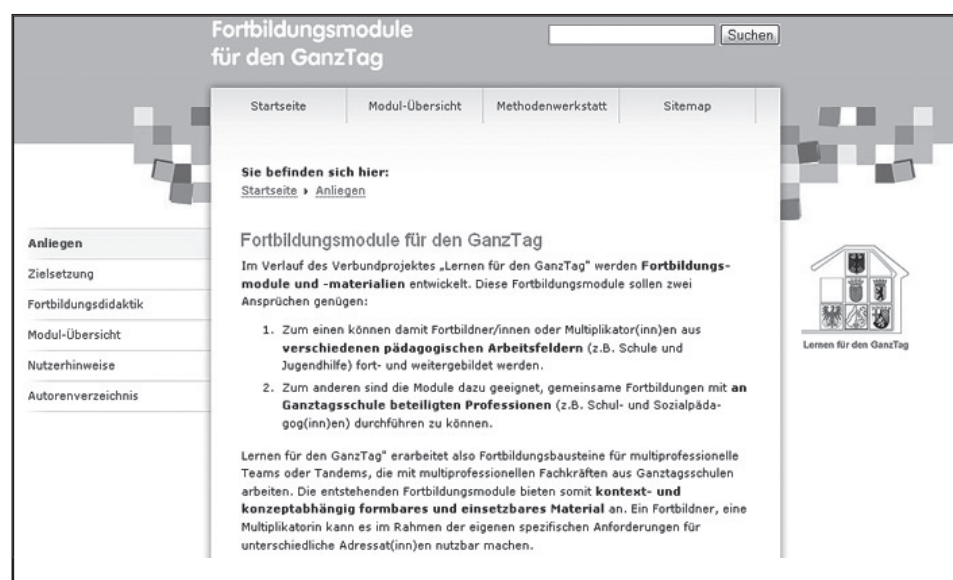 Fortbildungsmodule
für den GanzTag
Suchen
Startseite
Modul-Übersicht
Methodenwerkstatt
Sitemap
Sie befinden sich hier:
Startseite ▸ Anliegen
Anliegen
Zielsetzung
Fortbildungsdidaktik
Modul-Übersicht
Nutzerhinweise
Autorenverzeichnis
Fortbildungsmodule für den GanzTag
Im Verlauf des Verbundprojektes „Lernen für den GanzTag" werden Fortbildungs-
module und -materialien entwickelt. Diese Fortbildungsmodule sollen zwei
Ansprüchen genügen:
1. Zum einen können damit Fortbildner/innen oder Multiplikator(inn)en aus
verschiedenen pädagogischen Arbeitsfeldern (z.B. Schule und
Jugendhilfe) fort- und weitergebildet werden.
2. Zum anderen sind die Module dazu geeignet, gemeinsame Fortbildungen mit an
Ganztagsschule beteiligten Professionen (z.B. Schul- und Sozialpäda-
gog(inn)en) durchführen zu können.
Lernen für den GanzTag" erarbeitet also Fortbildungsbausteine für multiprofessionelle
Teams oder Tandems, die mit multiprofessionellen Fachkräften aus Ganztagsschulen
arbeiten. Die entstehenden Fortbildungsmodule bieten somit kontext- und
konzeptabhängig formbares und einsetzbares Material an. Ein Fortbildner, eine
Multiplikatorin kann es im Rahmen der eigenen spezifischen Anforderungen für
unterschiedliche Adressat(inn)en nutzbar machen.
Lernen für den GanzTag